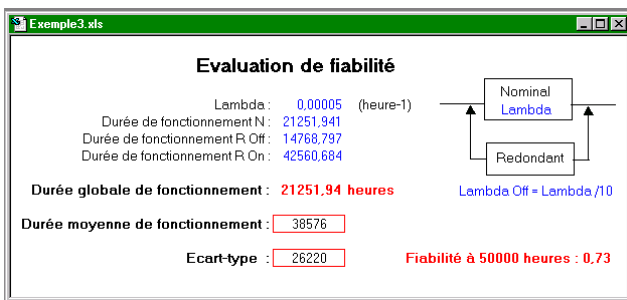 Exemple3.xls
Evaluation de fiabilité
Lambda : 0,00005 (heure-1)
Durée de fonctionnement N : 21251,941
Durée de fonctionnement R Off : 14768,797
Durée de fonctionnement R On : 42560,684
Nominal
Lambda
Redondant
Lambda Off = Lambda /10
Durée globale de fonctionnement : 21251,94 heures
Durée moyenne de fonctionnement : 38576
Ecart-type : 26220
Fiabilité à 50000 heures : 0,73